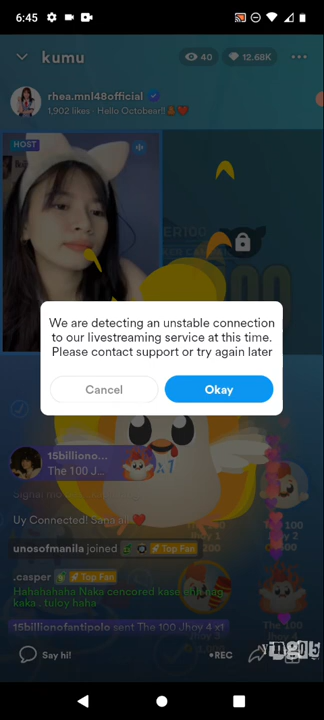 6:45
kumu
40
12.68K
rhea.mnl48official
1,902 likes · Hello Octobear!!
HOST
We are detecting an unstable connection
to our livestreaming service at this time.
Please contact support or try again later
Cancel
Okay
15billiono...
The 100 J...
x7
Uy Connected! Sana all
unosofmanila joined Top Fan
.casper Top Fan
Hahahahaha Naka cencored kase
kaka.. tuloy haha
15billionofantipolo sent The 100 Jhoy 4 x1
Say hi!
•REC